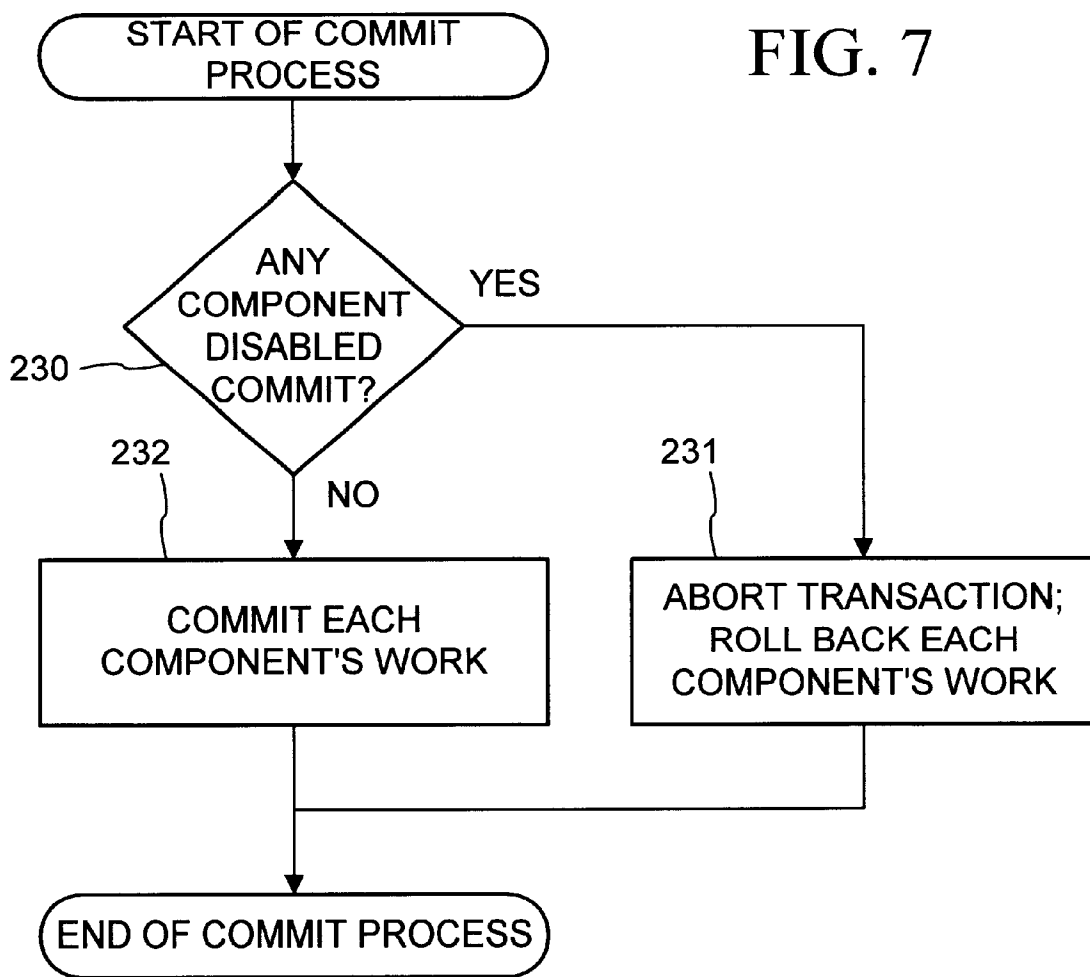 START OF COMMIT
PROCESS
FIG. 7
ANY
COMPONENT
DISABLED
COMMIT?
YES
230
232
NO
231
COMMIT EACH
COMPONENT'S WORK
ABORT TRANSACTION;
ROLL BACK EACH
COMPONENT'S WORK
END OF COMMIT PROCESS